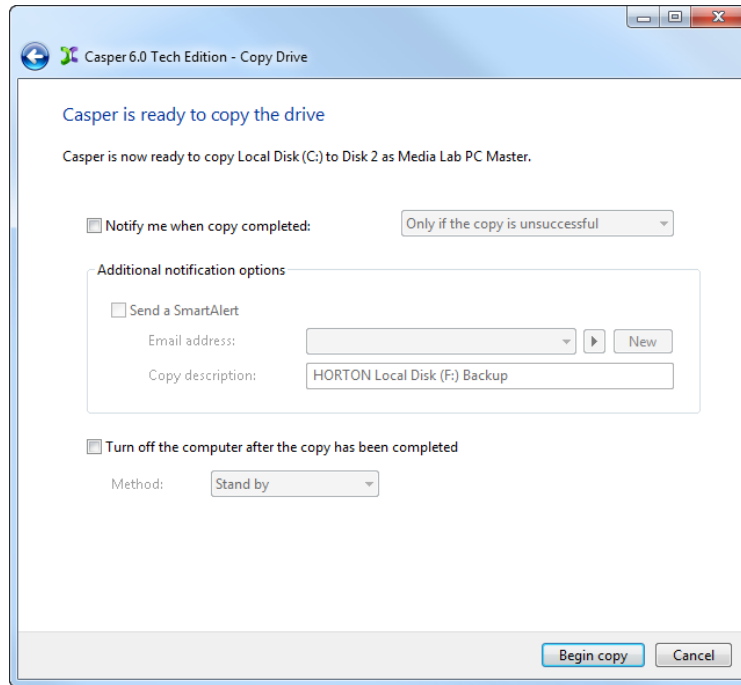 Casper 6.0 Tech Edition - Copy Drive
Casper is ready to copy the drive
Casper is now ready to copy Local Disk (C:) to Disk 2 as Media Lab PC Master.
Notify me when copy completed: Only if the copy is unsuccessful
Additional notification options
Send a SmartAlert
Email address: New
Copy description: HORTON Local Disk (F:) Backup
Turn off the computer after the copy has been completed
Method: Stand by
Begin copy Cancel